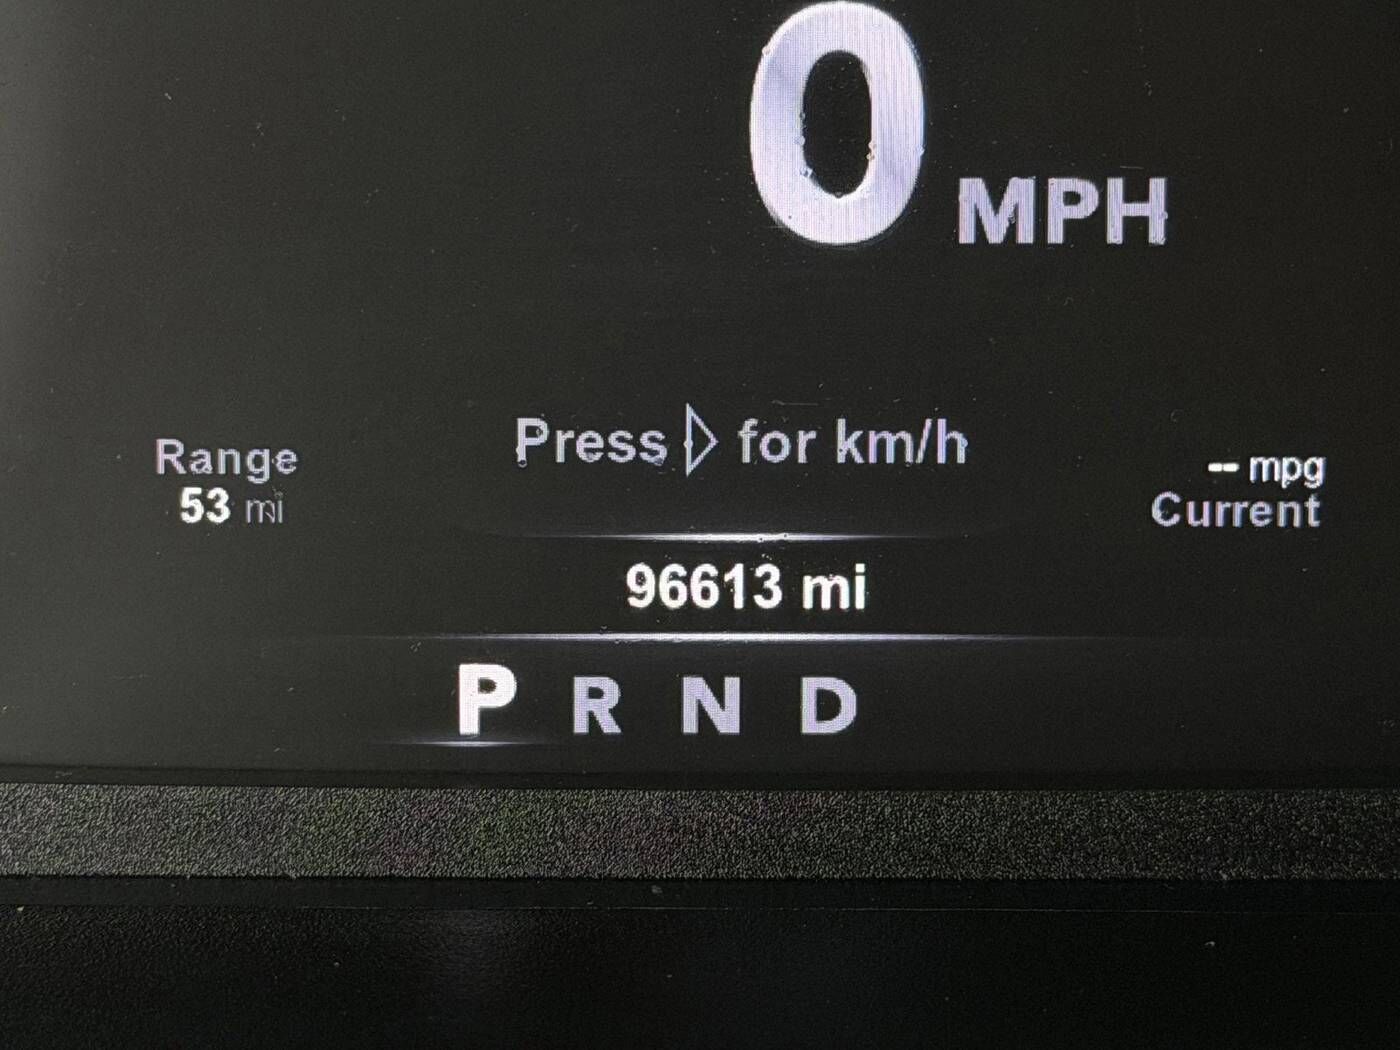 0 MPH
Press ▷ for km/h
Range
53 mi
-- mpg
Current
96613 mi
P R N D